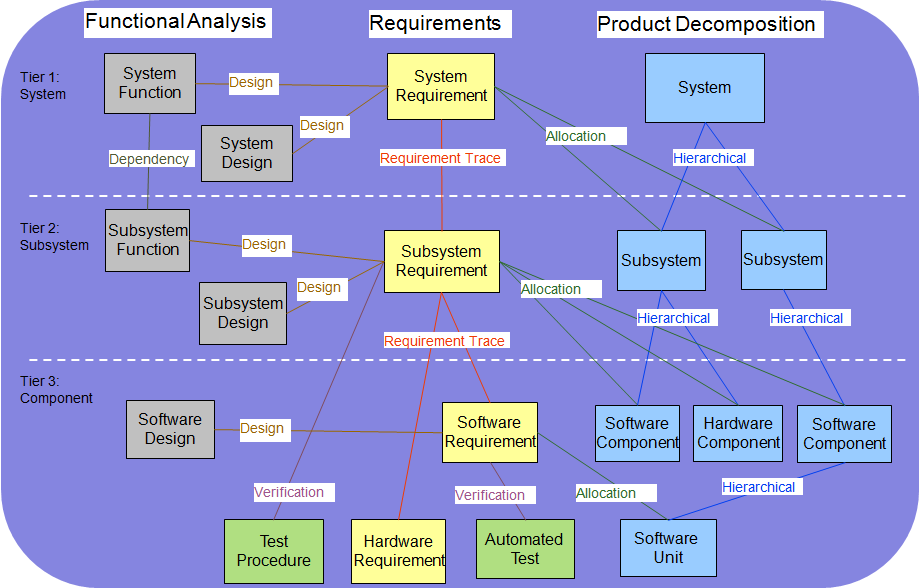 Functional Analysis
Requirements
Product Decomposition
Tier 1:
System
System
Function
Design
System
Requirement
System
System
Design
Design
Allocation
Dependency
Requirement Trace
Hierarchical
Tier 2:
Subsystem
Subsystem
Function
Design
Subsystem
Requirement
Subsystem
Subsystem
Subsystem
Design
Design
Allocation
Hierarchical
Hierarchical
Requirement Trace
Tier 3:
Component
Software
Design
Design
Software
Requirement
Software
Component
Hardware
Component
Software
Component
Verification
Verification
Allocation
Hierarchical
Test
Procedure
Hardware
Requirement
Automated
Test
Software
Unit